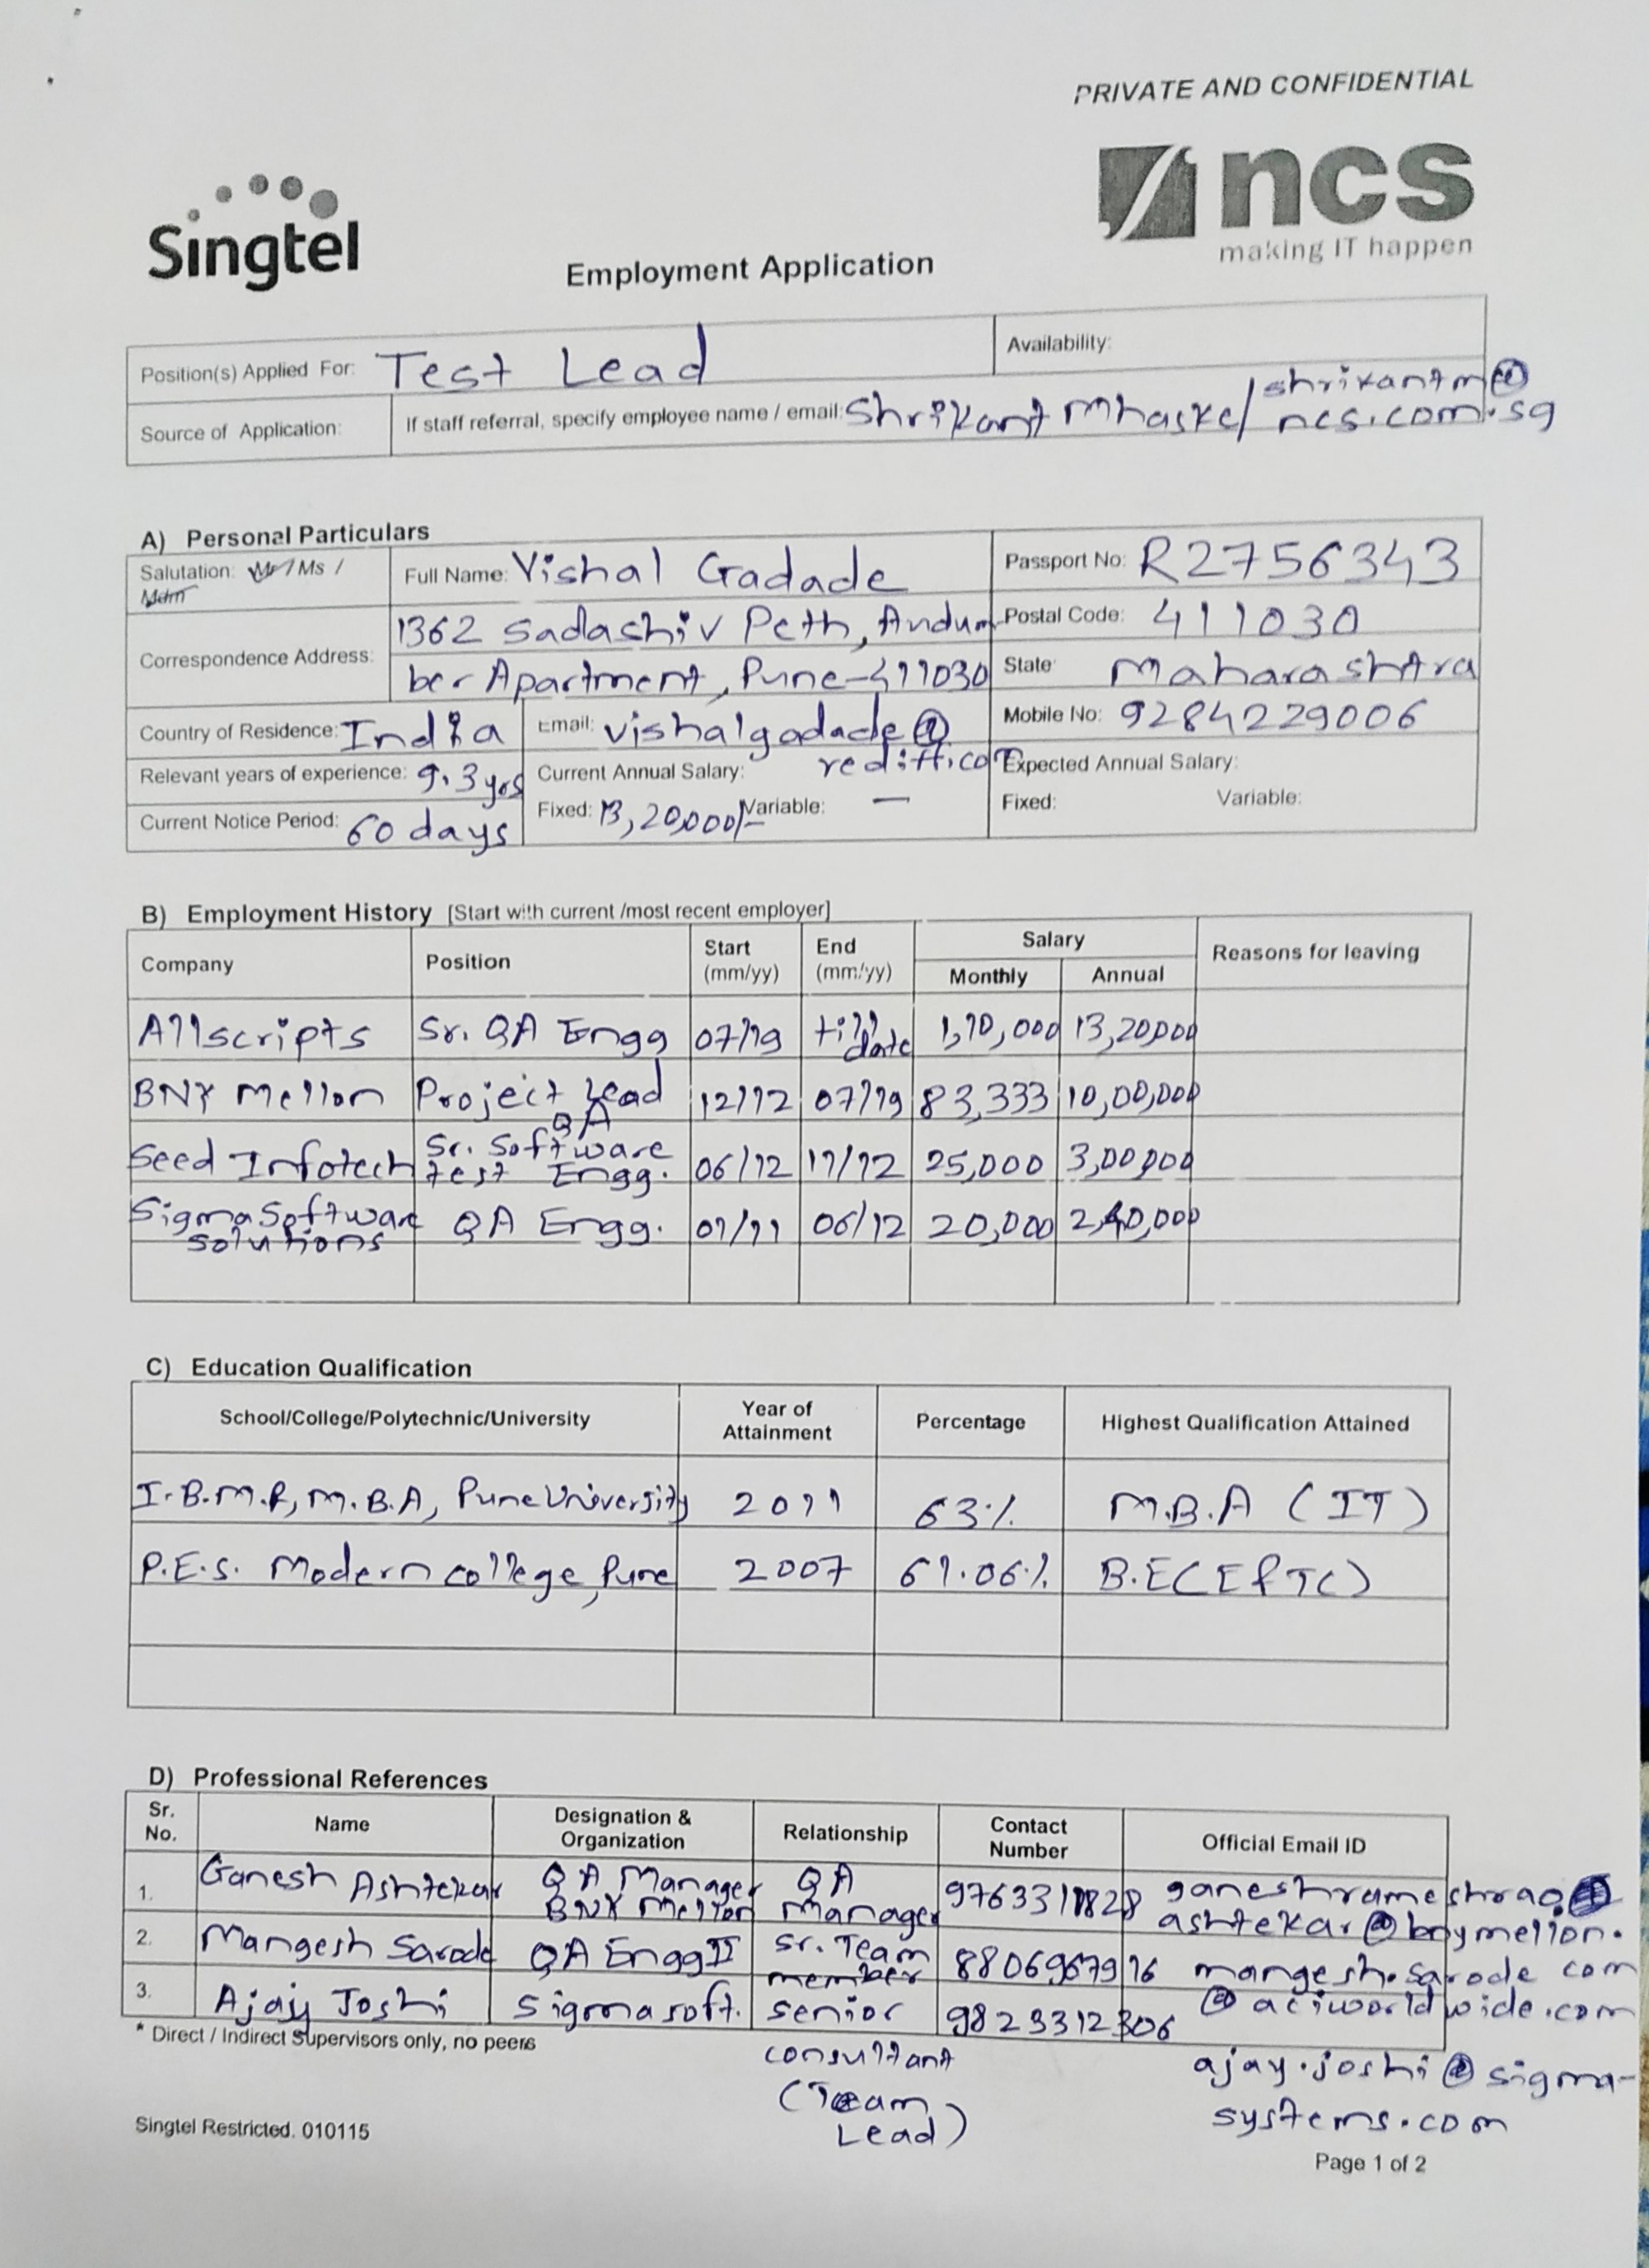 PRIVATE AND CONFIDENTIAL
Singtel
ncs
making IT happen
Employment Application
Position(s) Applied For: Test Lead Availability:
Source of Application: If staff referral, specify employee name / email: Shrikant Mhaske/ shrikantm@
ncs.com.sg
A) Personal Particulars
Salutation: Mr / Ms / Full Name: Vishal Gadade Passport No: R2756343
Mdm
Correspondence Address: 1362 Sadashiv Peth, Audum Postal Code: 411030
ber Apartment, Pune-411030 State: Maharashtra
Country of Residence: India Email: vishalgadade@ Mobile No: 9284229006
rediff.com
Relevant years of experience: 9.3 yrs Current Annual Salary: Expected Annual Salary:
Current Notice Period: 60 days Fixed: 13,20,000/- Variable: — Fixed: Variable:
B) Employment History [Start with current /most recent employer]
Company Position Start (mm/yy) End (mm/yy) Salary Monthly Annual Reasons for leaving
Allscripts Sr. QA Engg 07/19 till date 1,10,000 13,20,000
BNY Mellon Project Lead QA 12/12 07/19 83,333 10,00,000
Seed Infotech Sr. Software test Engg. 06/12 11/12 25,000 3,00,000
Sigma Software solutions QA Engg. 01/11 06/12 20,000 2,40,000
C) Education Qualification
School/College/Polytechnic/University Year of Attainment Percentage Highest Qualification Attained
I.B.M.R, M.B.A, Pune University 2011 63% M.B.A (IT)
P.E.S. Modern college, Pune 2007 61.06% B.E(E&TC)
D) Professional References
Sr. No. Name Designation & Organization Relationship Contact Number Official Email ID
1. Ganesh Ashtekar QA Manager BNY Mellon QA Manager 9763311828 ganeshrameshrao.
ashtekar@bnymellon.
com
2. Mangesh Sarode QA Engg II Sr. Team member 8806967916 mangesh.sarode
@aciworldwide.com
3. Ajay Joshi Sigma soft. senior 9823312306
* Direct / Indirect Supervisors only, no peers
consultant
(Team
Lead)
ajay.joshi@sigma-
systems.com
Singtel Restricted. 010115
Page 1 of 2